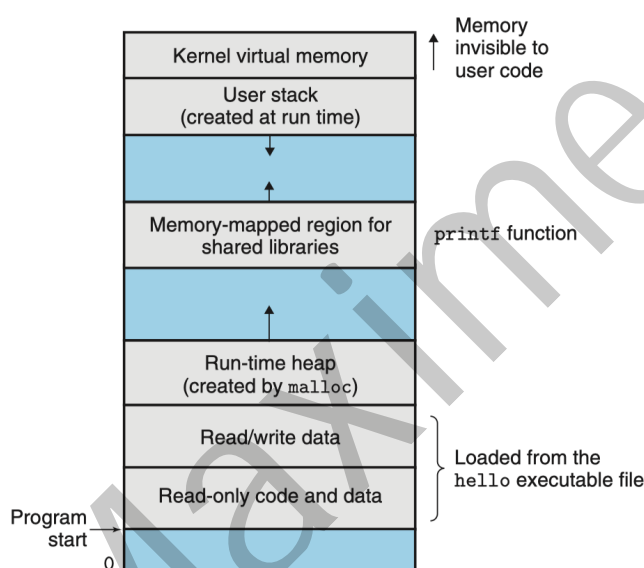 Memory
invisible to
user code
Kernel virtual memory
User stack
(created at run time)
Memory-mapped region for
shared libraries
printf function
Run-time heap
(created by malloc)
Read/write data
Loaded from the
hello executable file
Read-only code and data
Program
start
0
Maxime